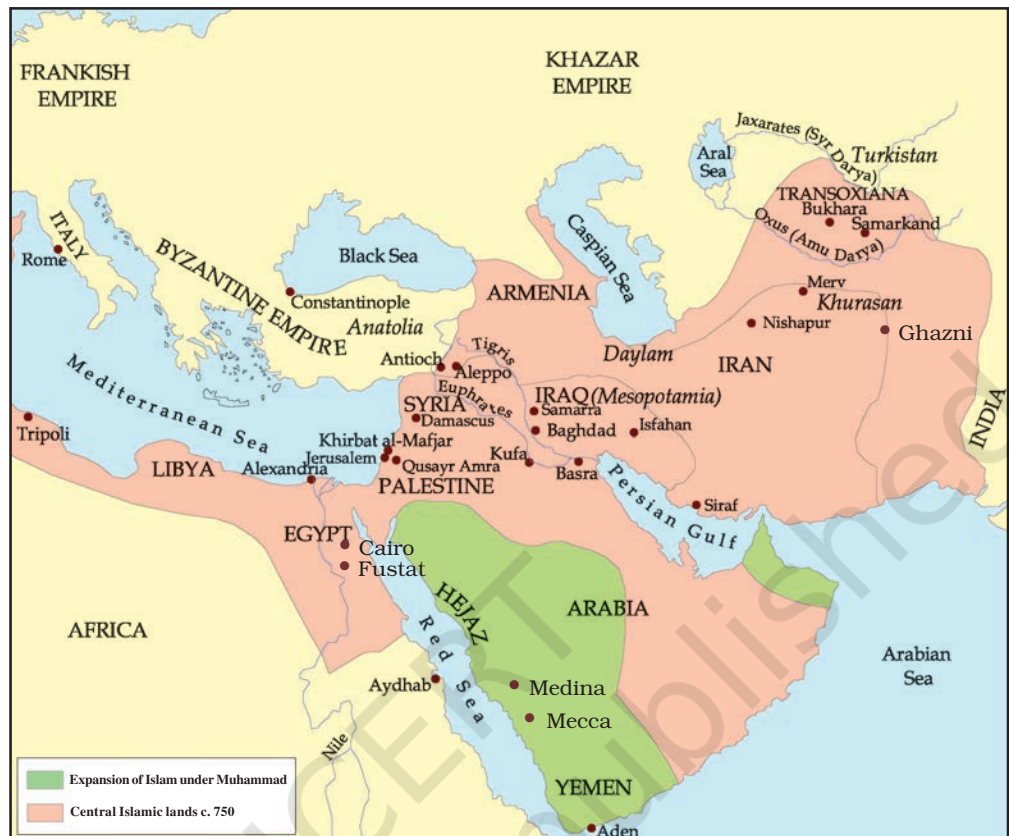 FRANKISH
EMPIRE
KHAZAR
EMPIRE
Jaxarates (Syr Darya)
Turkistan
Aral
Sea
TRANSOXIANA
Bukhara
Samarkand
Oxus (Amu Darya)
ITALY
Rome
BYZANTINE EMPIRE
Black Sea
Caspian Sea
Constantinople
Anatolia
ARMENIA
Merv
Khurasan
Nishapur
Ghazni
Daylam
IRAN
Antioch
Aleppo
Tigris
Euphrates
Mediterranean Sea
SYRIA
Damascus
IRAQ (Mesopotamia)
Samarra
Baghdad
Isfahan
INDIA
Tripoli
LIBYA
Khirbat al-Mafjar
Jerusalem
Qusayr Amra
Kufa
Basra
Alexandria
PALESTINE
Persian Gulf
Siraf
EGYPT
Cairo
Fustat
HEJAZ
ARABIA
AFRICA
Red Sea
Arabian
Sea
Aydhab
Medina
Mecca
Nile
YEMEN
Aden
Expansion of Islam under Muhammad
Central Islamic lands c. 750
NCERT
published